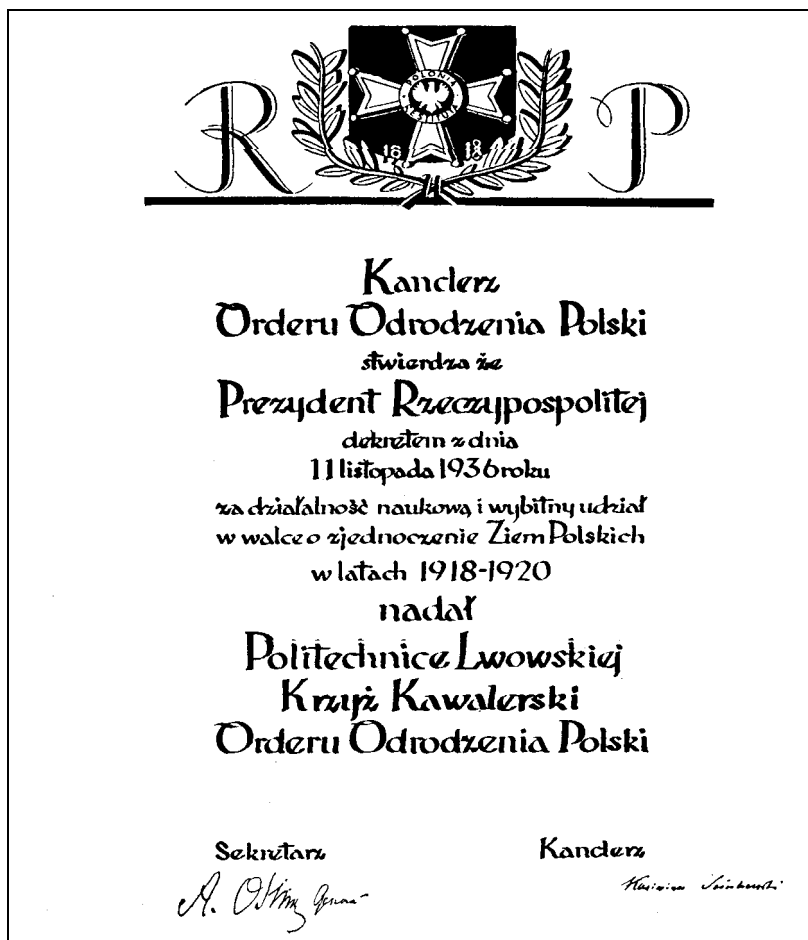 R P
POLONIA RESTITUTA
1918
Kanclerz
Orderu Odrodzenia Polski
stwierdza że
Prezydent Rzeczypospolitej
dekretem z dnia
11 listopada 1936 roku
za działalność naukową i wybitny udział
w walce o zjednoczenie Ziem Polskich
w latach 1918-1920
nadał
Politechnice Lwowskiej
Krzyż Kawalerski
Orderu Odrodzenia Polski
Sekretarz Kanclerz
A.